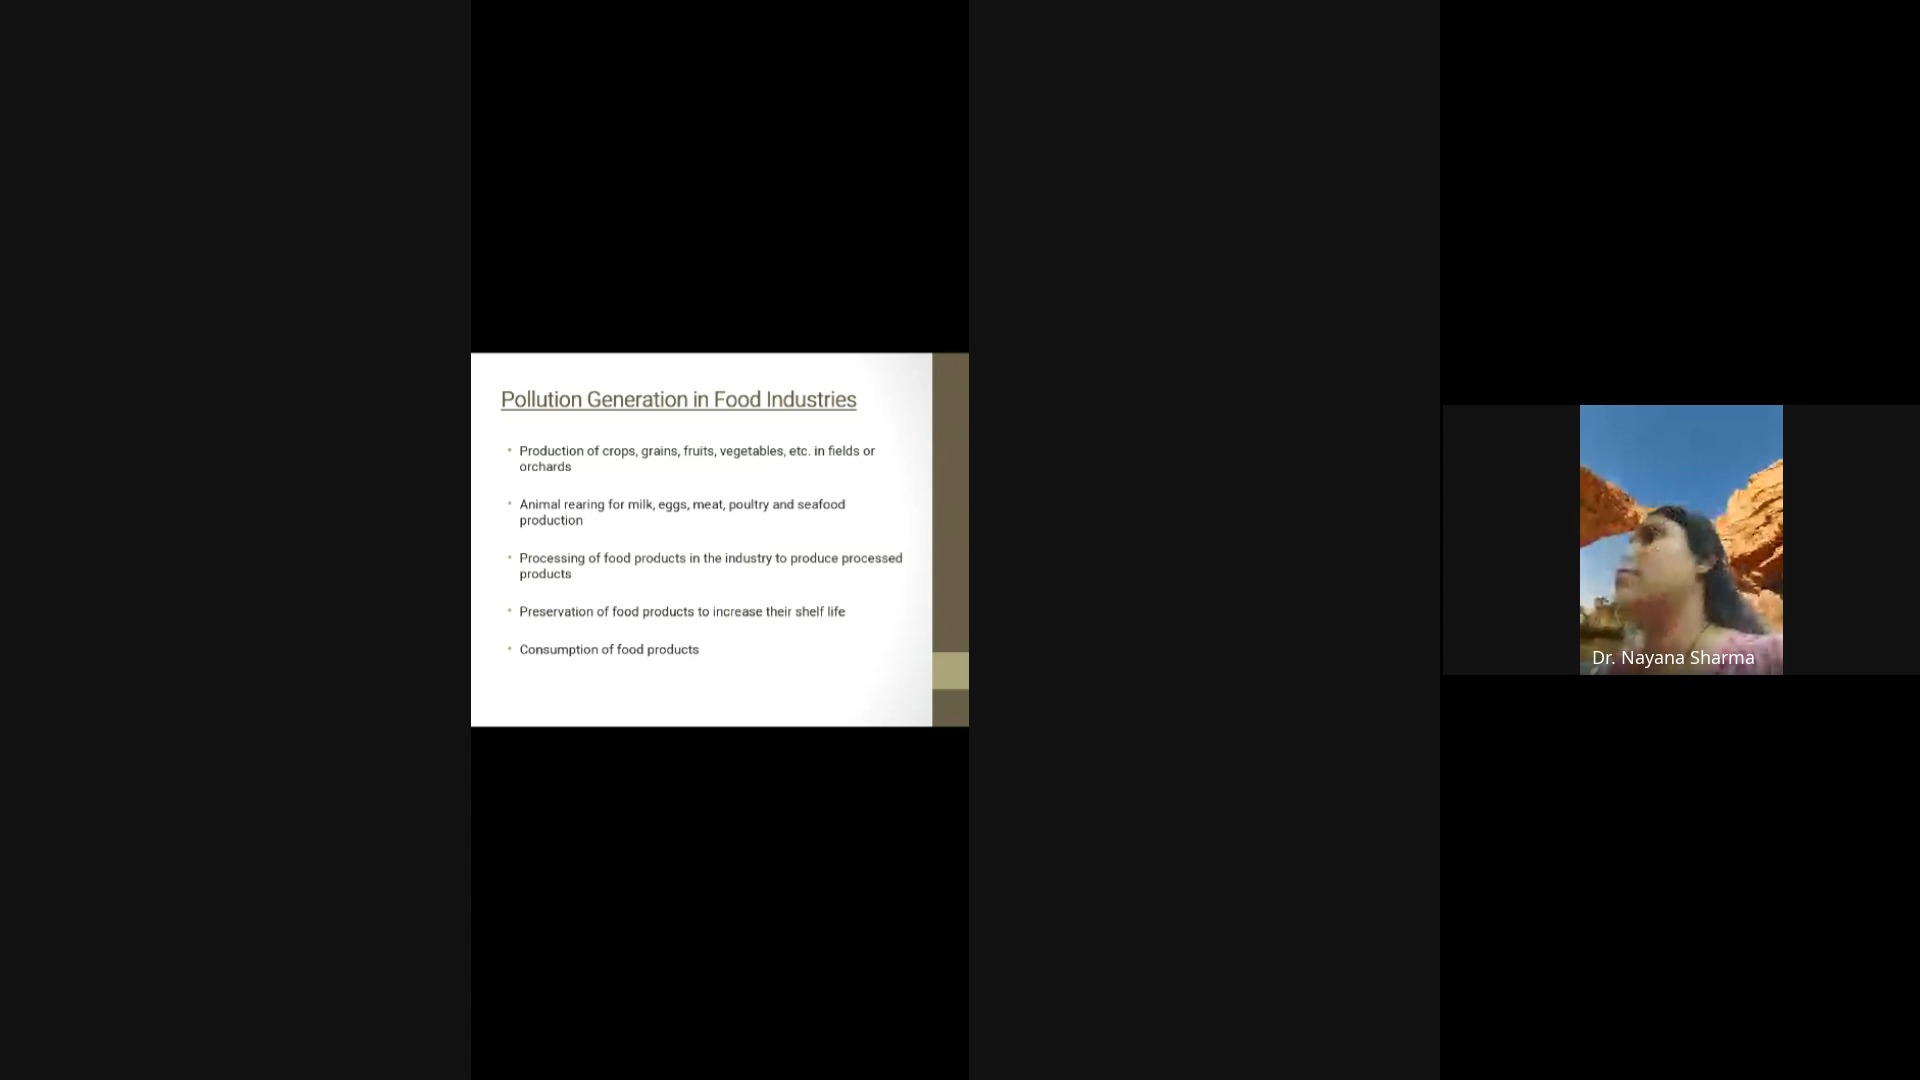 Pollution Generation in Food Industries
• Production of crops, grains, fruits, vegetables, etc. in fields or
orchards
• Animal rearing for milk, eggs, meat, poultry and seafood
production
• Processing of food products in the industry to produce processed
products
• Preservation of food products to increase their shelf life
• Consumption of food products
Dr. Nayana Sharma